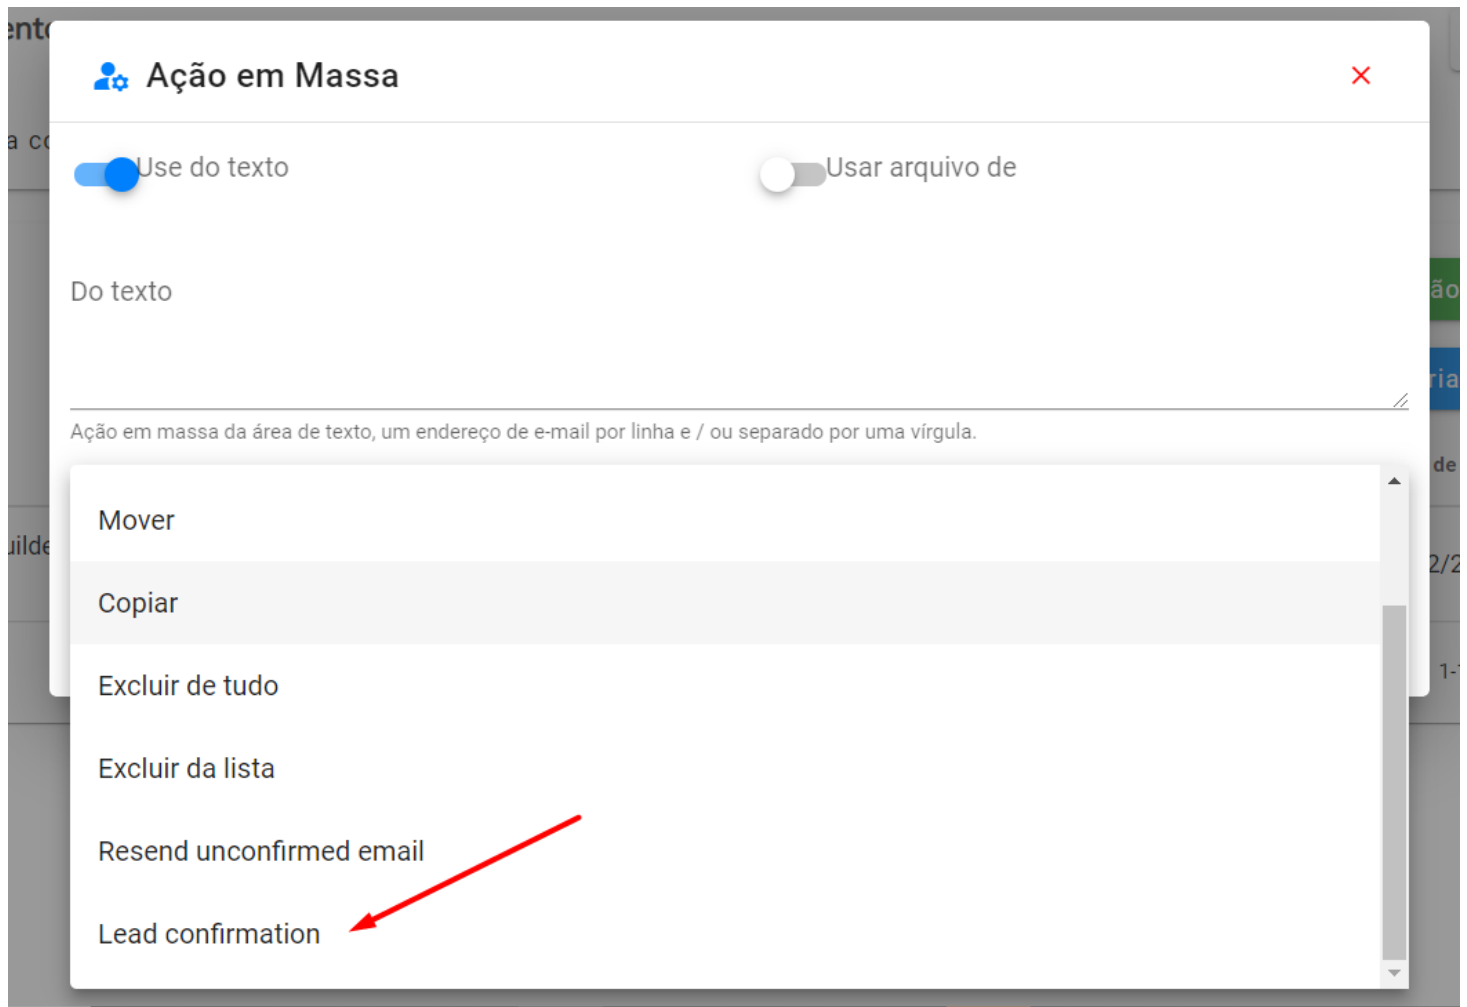 Ação em Massa
a
Use do texto
Usar arquivo de
Do texto
Ação em massa da área de texto, um endereço de e-mail por linha e / ou separado por uma vírgula.
de
Mover
Copiar
Excluir de tudo
Excluir da lista
Resend unconfirmed email
Lead confirmation